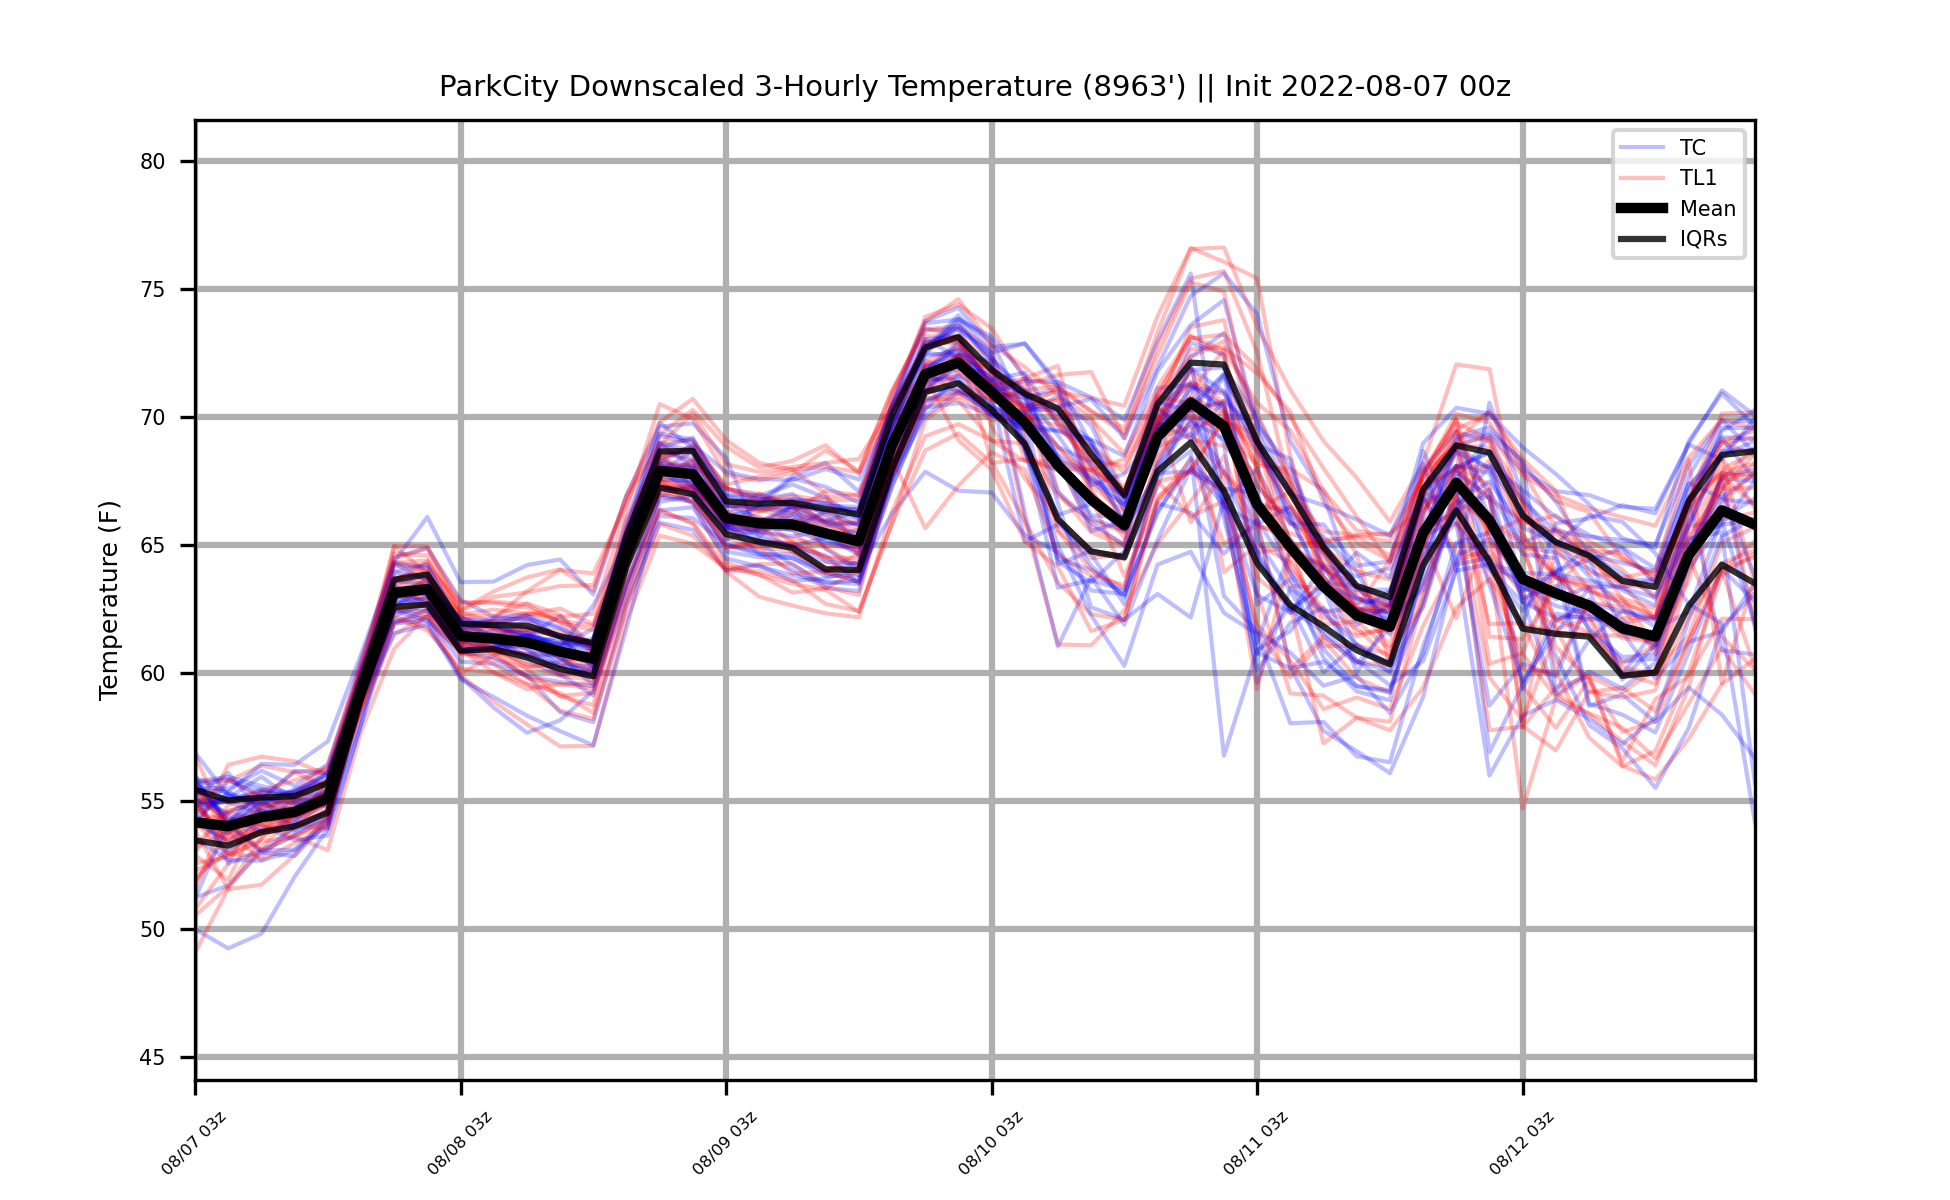 ParkCity Downscaled 3-Hourly Temperature (8963') || Init 2022-08-07 00z
TC
TL1
Mean
IQRs
Temperature (F)
80
75
70
65
60
55
50
45
08/07 03z
08/08 03z
08/09 03z
08/10 03z
08/11 03z
08/12 03z